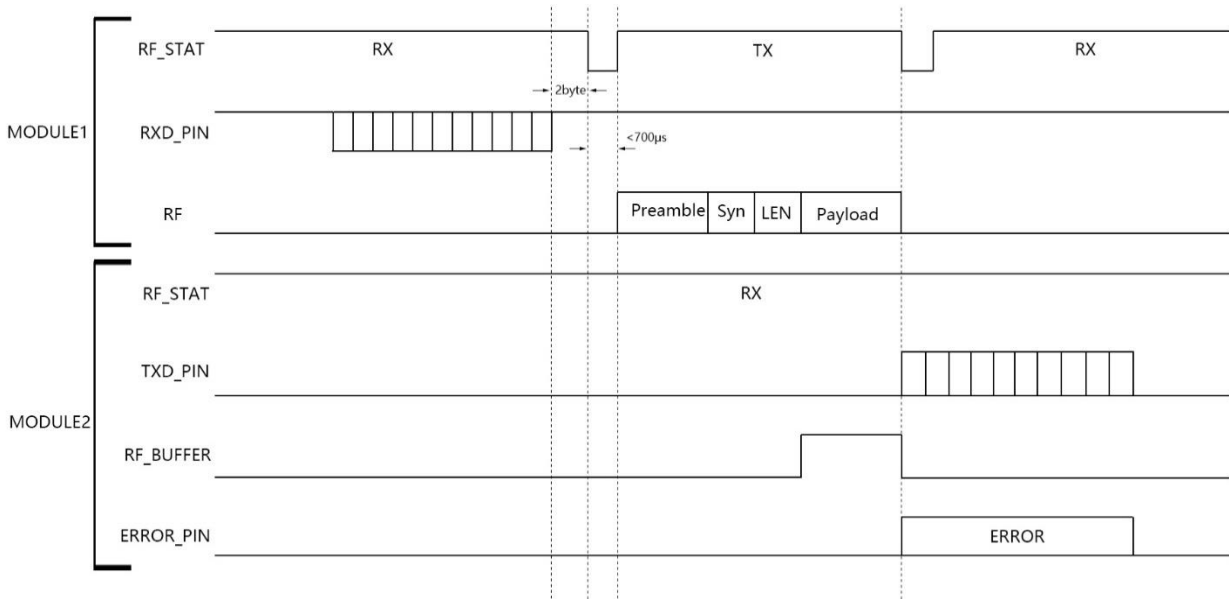 RF_STAT
RX
TX
RX
2byte
MODULE1
RXD_PIN
<700μs
RF
Preamble
Syn
LEN
Payload
RF_STAT
RX
TXD_PIN
MODULE2
RF_BUFFER
ERROR_PIN
ERROR